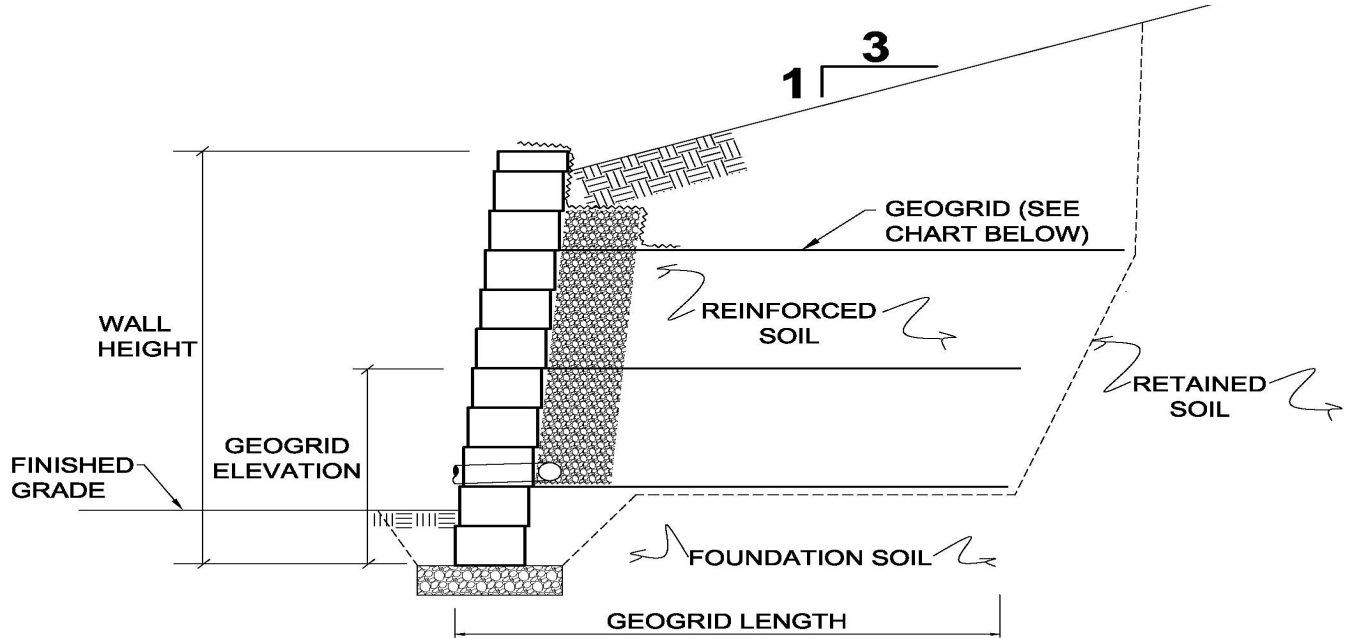 3
1
GEOGRID (SEE
CHART BELOW)
REINFORCED
SOIL
WALL
HEIGHT
RETAINED
SOIL
GEOGRID
ELEVATION
FINISHED
GRADE
FOUNDATION SOIL
GEOGRID LENGTH